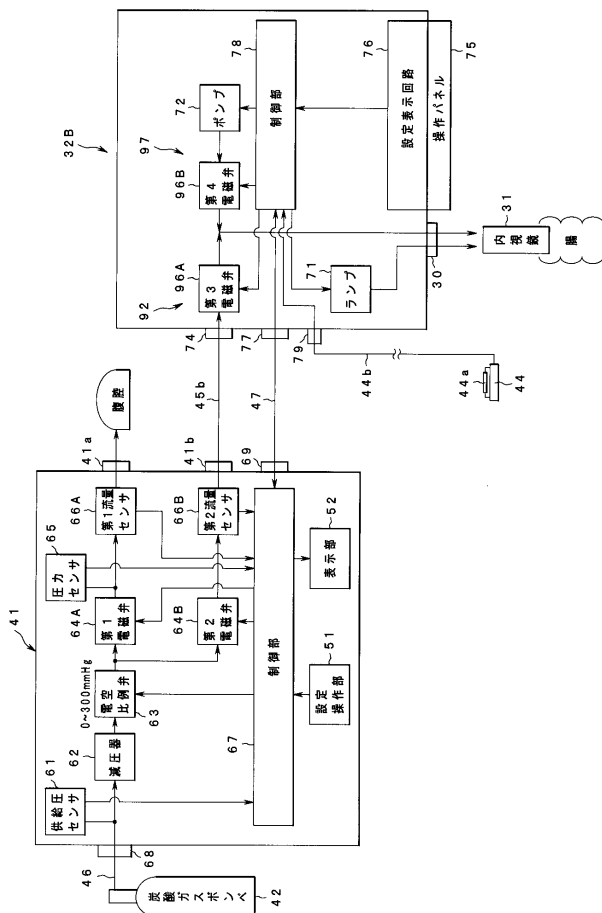 41
61
供給圧
センサ
62
減圧器
0~300mmHg
電空
比例弁
63
64A
第1
電磁弁
65
圧力
センサ
66A
第1流量
センサ
41a
腹腔
64B
第2
電磁弁
66B
第2流量
センサ
41b
45b
67
制御部
69
47
68
46
炭酸ガスボンベ
42
設定
操作部
51
表示部
52
32B
92
97
96A
第3
電磁弁
96B
第4
電磁弁
72
ポンプ
78
制御部
74
77
79
71
ランプ
76
設定表示回路
操作パネル
75
30
31
内視鏡
腸
44b
44a
44